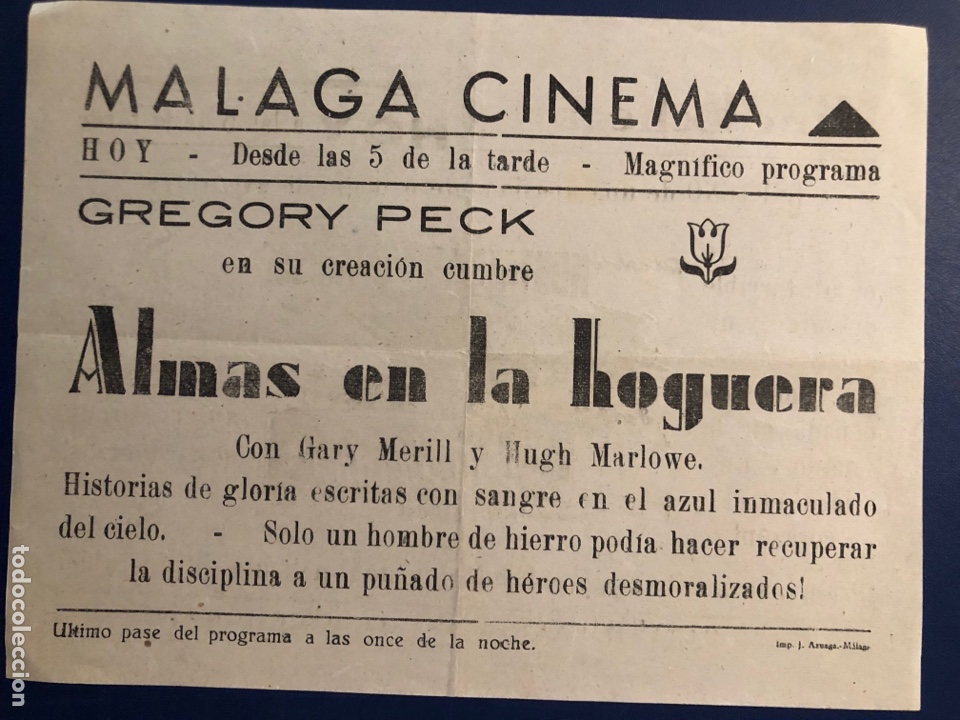 MALAGA CINEMA
HOY - Desde las 5 de la tarde - Magnífico programa
GREGORY PECK
en su creación cumbre
Almas en la hoguera
Con Gary Merill y Hugh Marlowe.
Historias de gloria escritas con sangre en el azul inmaculado
del cielo. - Solo un hombre de hierro podía hacer recuperar
la disciplina a un puñado de héroes desmoralizados!
Ultimo pase del programa a las once de la noche.
Imp. J. Azuaga.-Málaga
todocoleccion.net